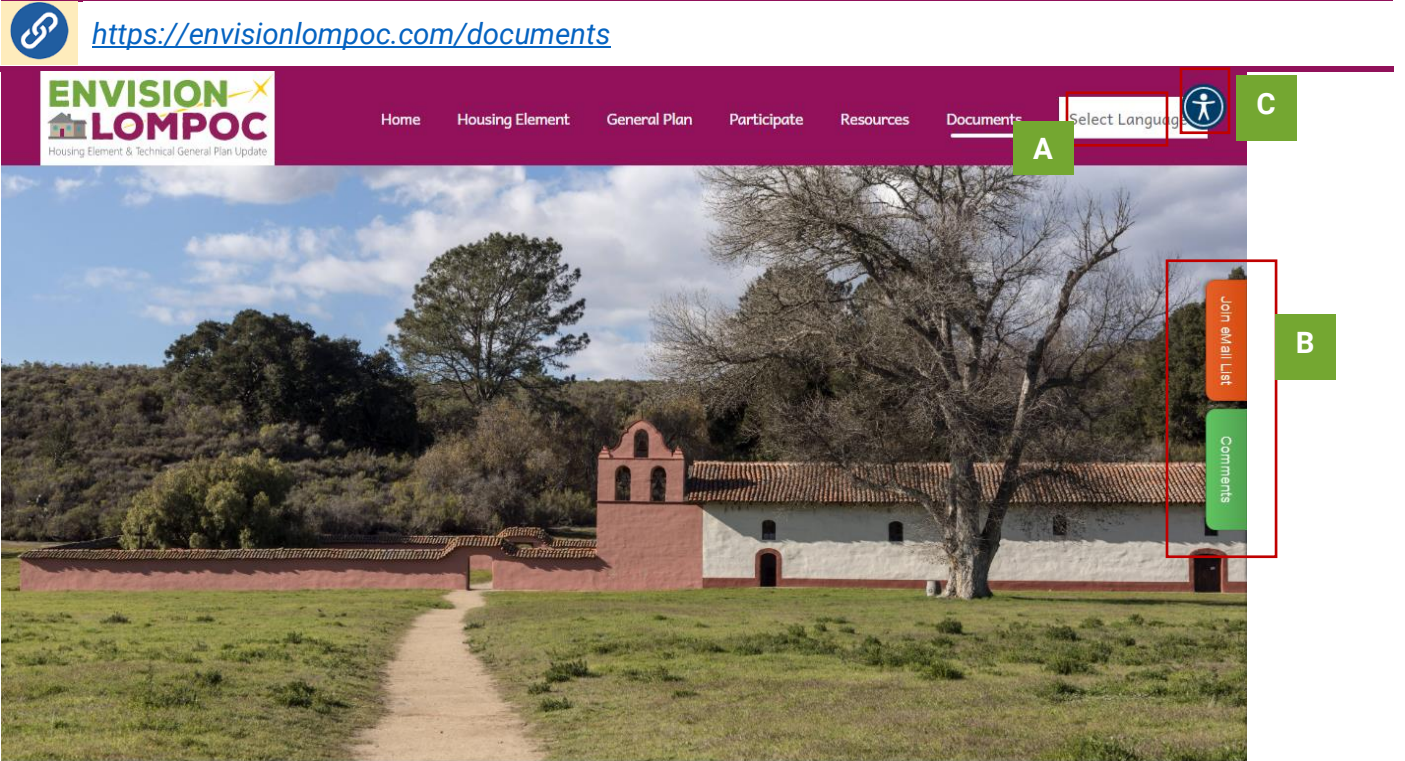 https://envisionlompoc.com/documents
ENVISION
LOMPOC
Housing Element & Technical General Plan Update
Home Housing Element General Plan Participate Resources Documents Select Language
A
C
Join eMail List
B
Comments